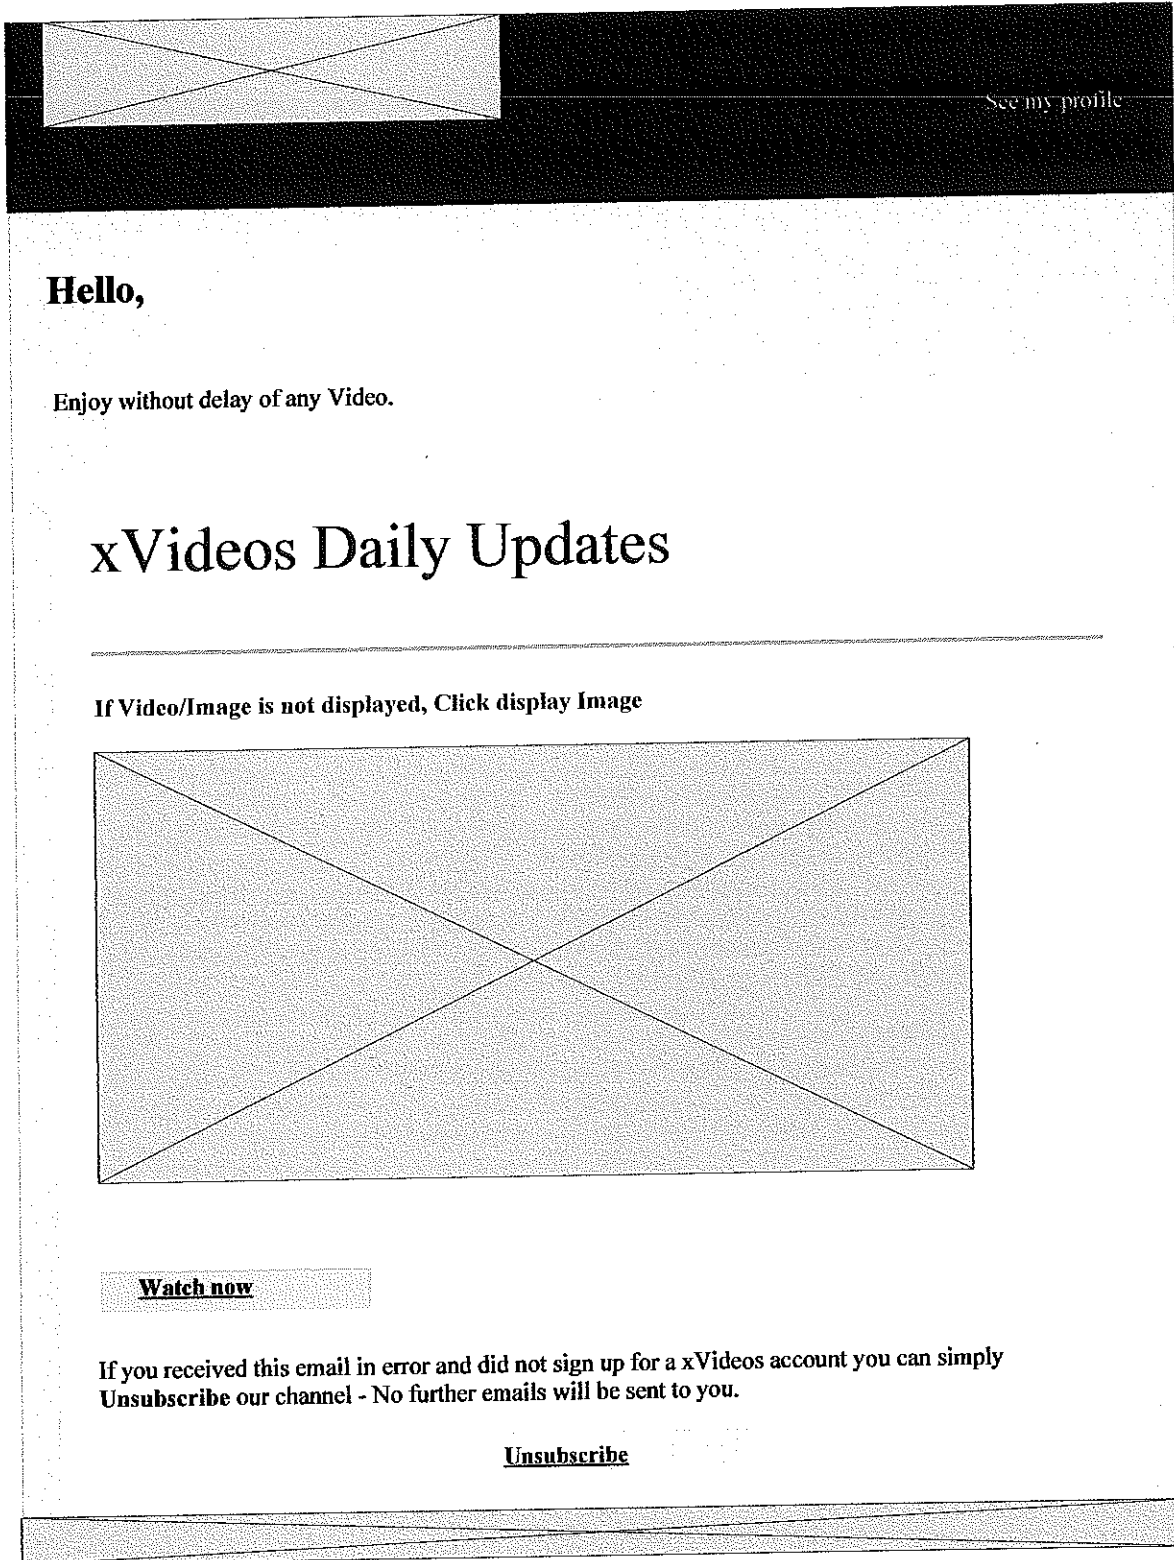 See my profile
Hello,
Enjoy without delay of any Video.
xVideos Daily Updates
If Video/Image is not displayed, Click display Image
Watch now
If you received this email in error and did not sign up for a xVideos account you can simply
Unsubscribe our channel - No further emails will be sent to you.
Unsubscribe